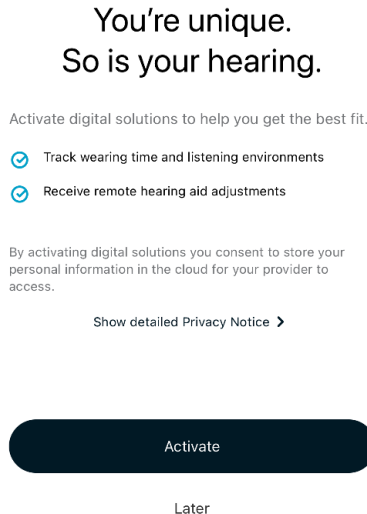 You’re unique.
So is your hearing.
Activate digital solutions to help you get the best fit.
Track wearing time and listening environments
Receive remote hearing aid adjustments
By activating digital solutions you consent to store your
personal information in the cloud for your provider to
access.
Show detailed Privacy Notice
Activate
Later